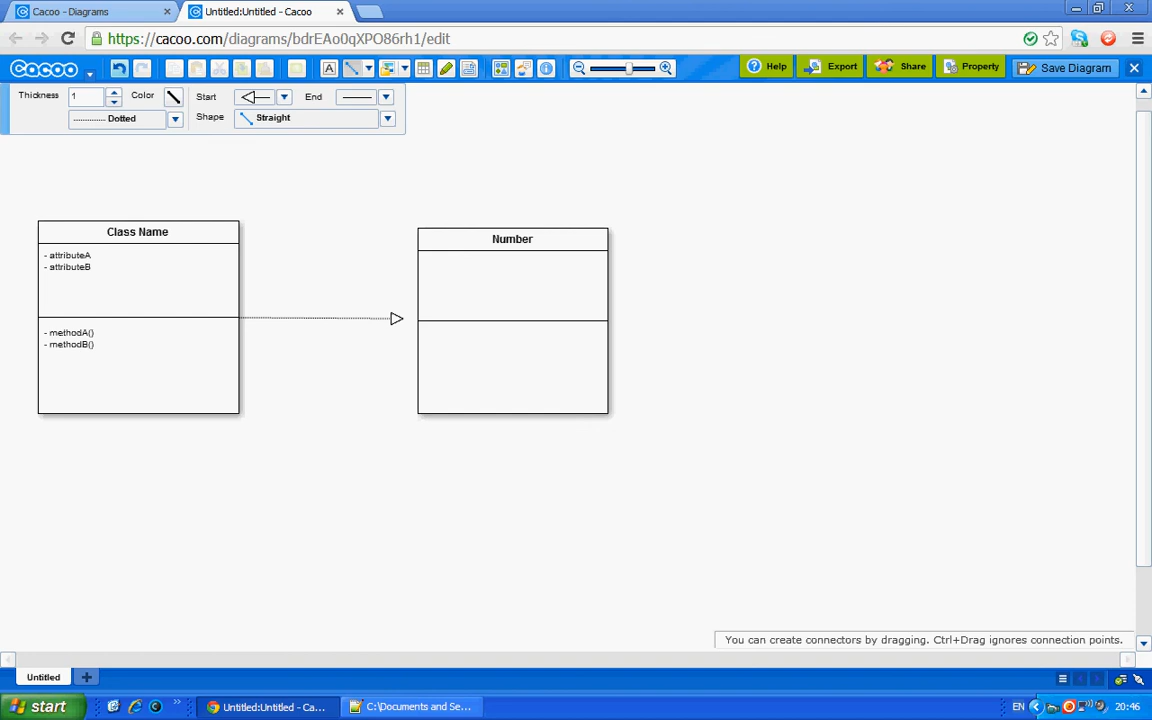 Cacoo - Diagrams
Untitled:Untitled - Cacoo
https://cacoo.com/diagrams/bdrEAo0qXPO86rh1/edit
Cacoo
A
Help
Export
Share
Property
Save Diagram
Thickness
1
Color
Start
End
Dotted
Shape
Straight
Class Name
- attributeA
- attributeB
- methodA()
- methodB()
Number
You can create connectors by dragging. Ctrl+Drag ignores connection points.
Untitled
start
Untitled:Untitled - Ca...
C:\Documents and Se...
EN
20:46